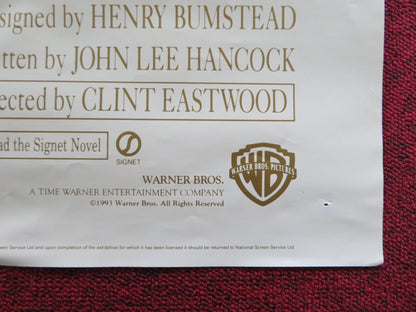 signed by HENRY BUMSTEAD
tten by JOHN LEE HANCOCK
ected by CLINT EASTWOOD
ad the Signet Novel
SIGNET
WARNER BROS.
A TIME WARNER ENTERTAINMENT COMPANY
©1993 Warner Bros. All Rights Reserved
WARNER BROS PICTURES
WB
Screen Service Ltd and upon completion of the exhibition for which it has been licensed it should be returned to National Screen Service Ltd